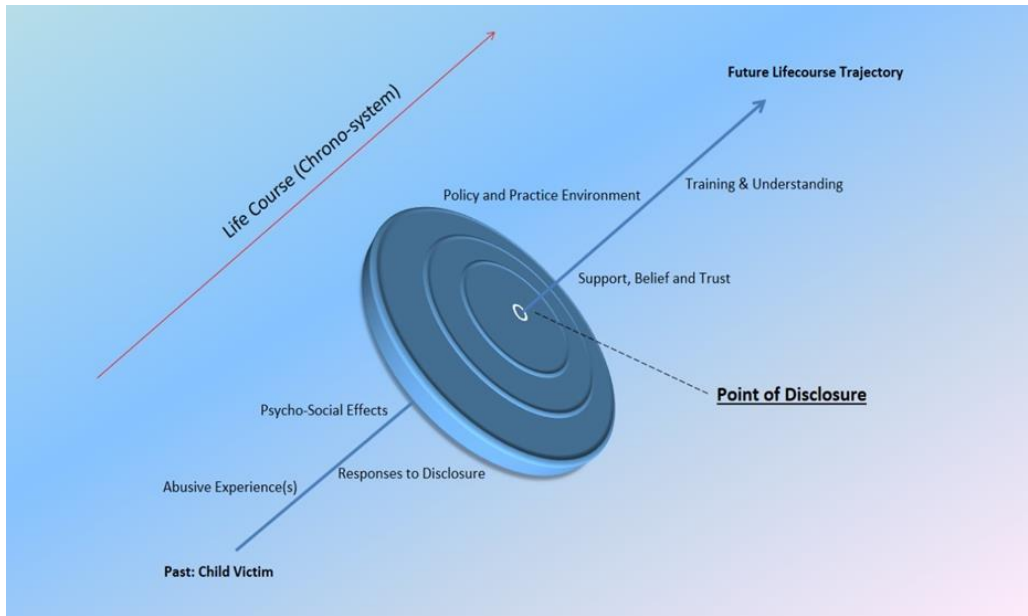 Future Lifecourse Trajectory
Life Course (Chrono-system)
Policy and Practice Environment
Training & Understanding
Support, Belief and Trust
Point of Disclosure
Psycho-Social Effects
Responses to Disclosure
Abusive Experience(s)
Past: Child Victim